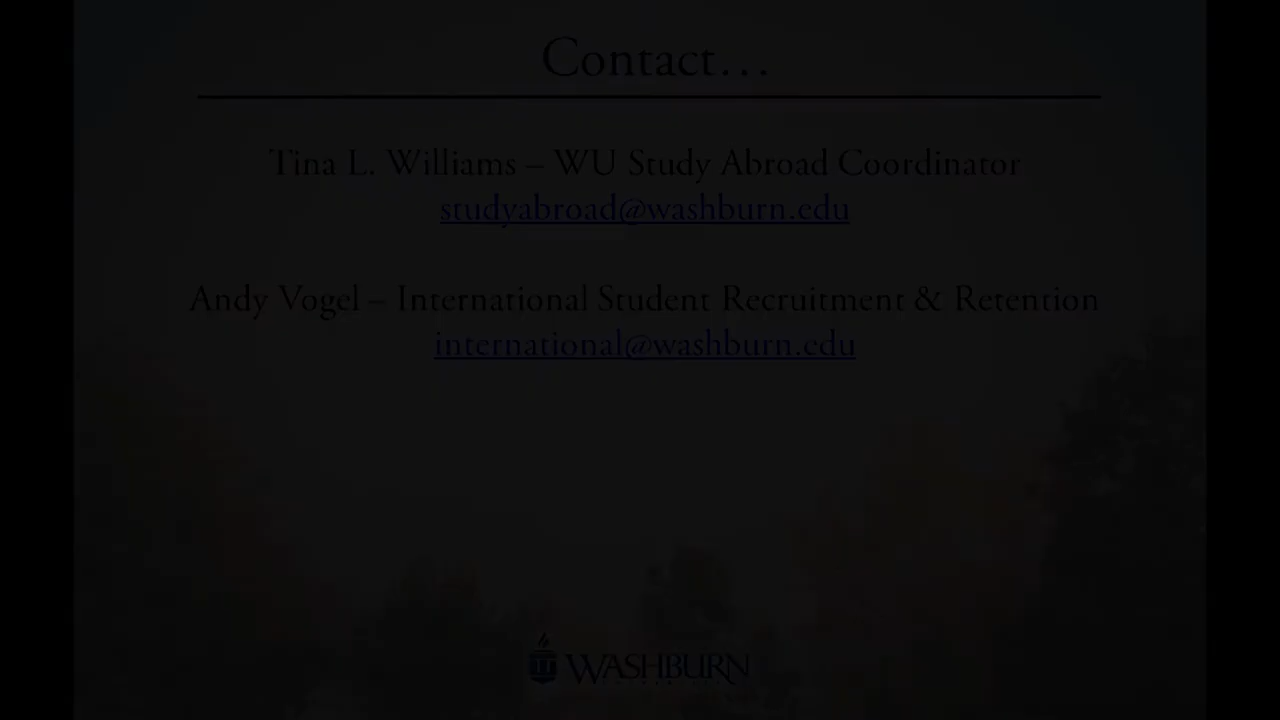 Contact…
Tina L. Williams – WU Study Abroad Coordinator
studyabroad@washburn.edu
Andy Vogel – International Student Recruitment & Retention
international@washburn.edu
WASHBURN